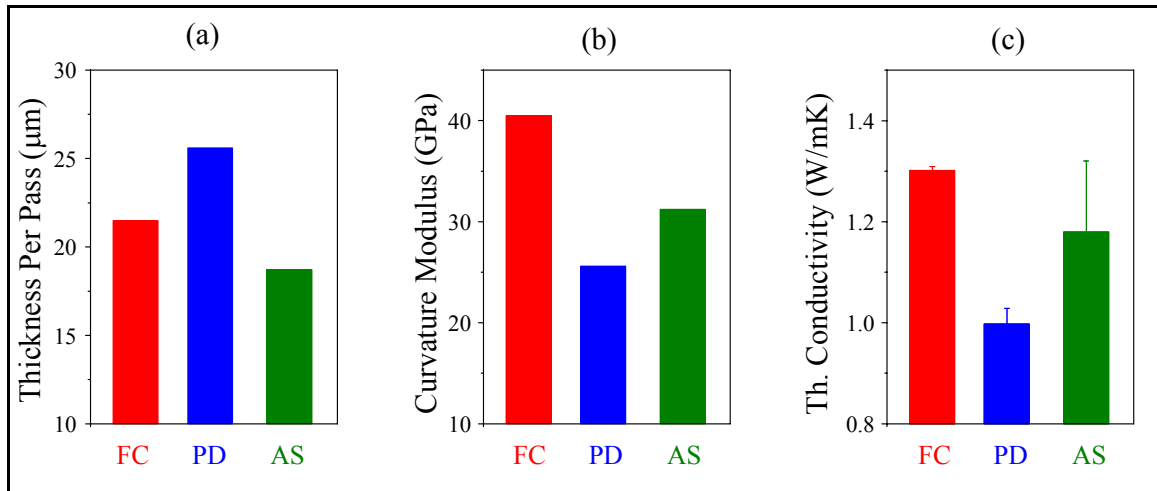 (a)
Thickness Per Pass (µm)
30
25
20
15
10
FC PD AS
(b)
Curvature Modulus (GPa)
40
30
20
10
FC PD AS
(c)
Th. Conductivity (W/mK)
1.4
1.2
1.0
0.8
FC PD AS